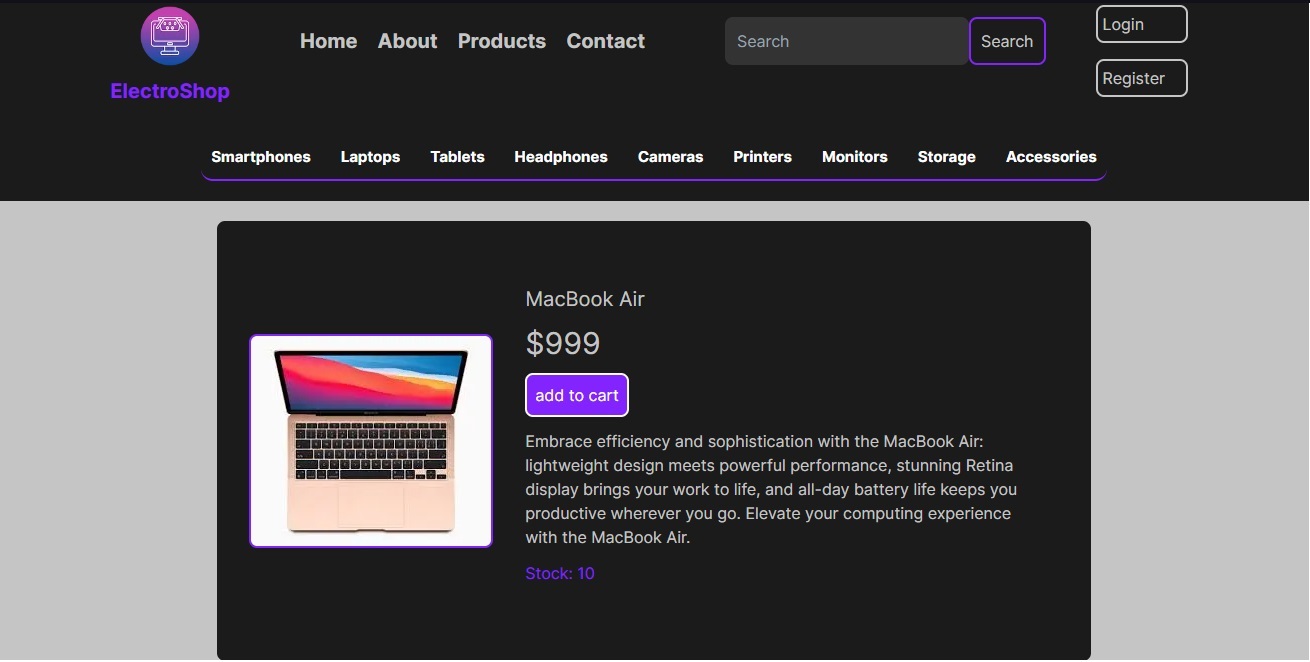 ElectroShop
Home About Products Contact
Search Search
Login
Register
Smartphones Laptops Tablets Headphones Cameras Printers Monitors Storage Accessories
MacBook Air
$999
add to cart
Embrace efficiency and sophistication with the MacBook Air:
lightweight design meets powerful performance, stunning Retina
display brings your work to life, and all-day battery life keeps you
productive wherever you go. Elevate your computing experience
with the MacBook Air.
Stock: 10